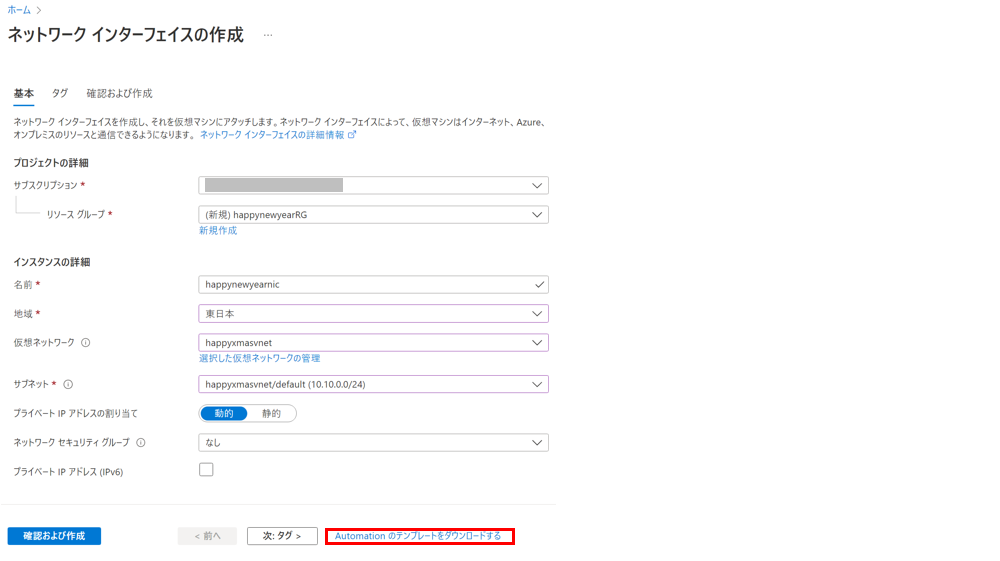 ホーム >
ネットワーク インターフェイスの作成 …
基本 タグ 確認および作成
ネットワーク インターフェイスを作成し、それを仮想マシンにアタッチします。ネットワーク インターフェイスによって、仮想マシンはインターネット、Azure、
オンプレミスのリソースと通信できるようになります。 ネットワーク インターフェイスの詳細情報
プロジェクトの詳細
サブスクリプション *
リソース グループ * (新規) happynewyearRG
新規作成
インスタンスの詳細
名前 * happynewyearnic
地域 * 東日本
仮想ネットワーク happyxmasvnet
選択した仮想ネットワークの管理
サブネット * happyxmasvnet/default (10.10.0.0/24)
プライベート IP アドレスの割り当て 動的 静的
ネットワーク セキュリティ グループ なし
プライベート IP アドレス (IPv6)
確認および作成 < 前へ 次: タグ > Automation のテンプレートをダウンロードする